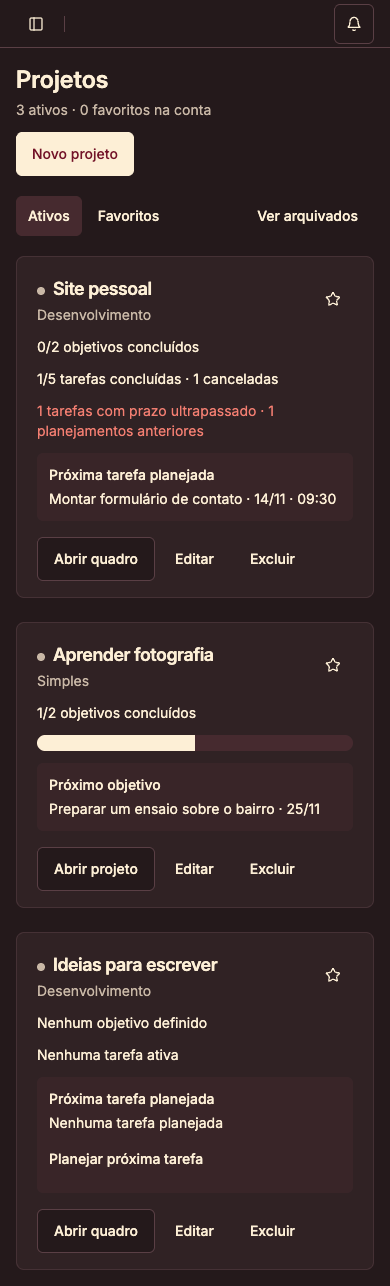 Projetos
3 ativos · 0 favoritos na conta
Novo projeto
Ativos Favoritos Ver arquivados
Site pessoal
Desenvolvimento
0/2 objetivos concluídos
1/5 tarefas concluídas · 1 canceladas
1 tarefas com prazo ultrapassado · 1
planejamentos anteriores
Próxima tarefa planejada
Montar formulário de contato · 14/11 · 09:30
Abrir quadro Editar Excluir
Aprender fotografia
Simples
1/2 objetivos concluídos
Próximo objetivo
Preparar um ensaio sobre o bairro · 25/11
Abrir projeto Editar Excluir
Ideias para escrever
Desenvolvimento
Nenhum objetivo definido
Nenhuma tarefa ativa
Próxima tarefa planejada
Nenhuma tarefa planejada
Planejar próxima tarefa
Abrir quadro Editar Excluir